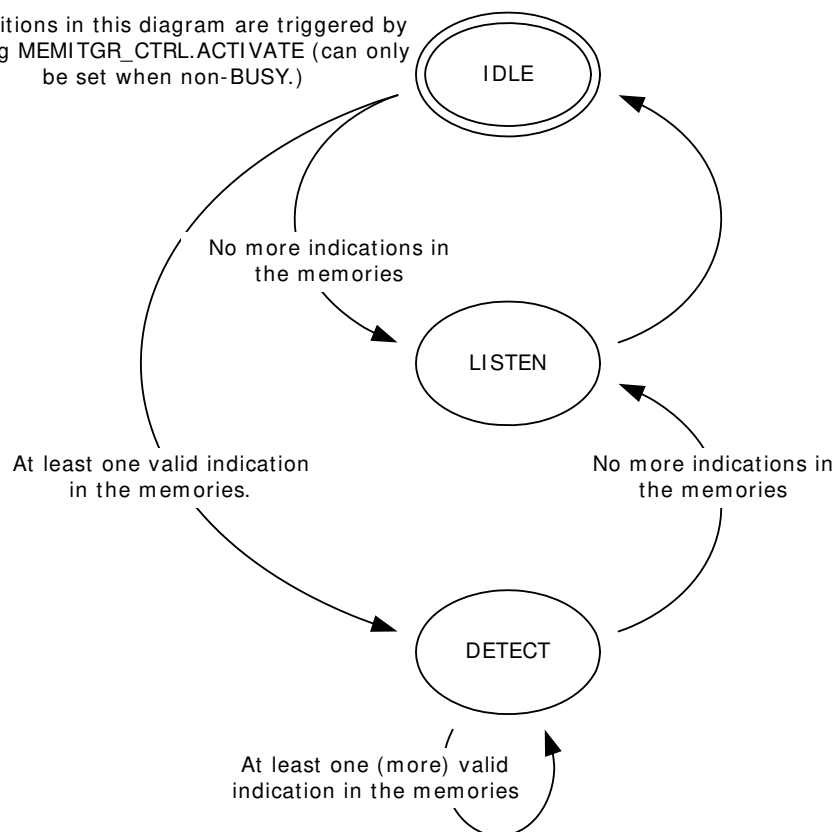 itions in this diagram are triggered by
g MEMITGR_CTRL.ACTIVATE (can only
be set when non-BUSY.)
IDLE
No more indications in
the memories
LISTEN
At least one valid indication
in the memories.
No more indications in
the memories
DETECT
At least one (more) valid
indication in the memories